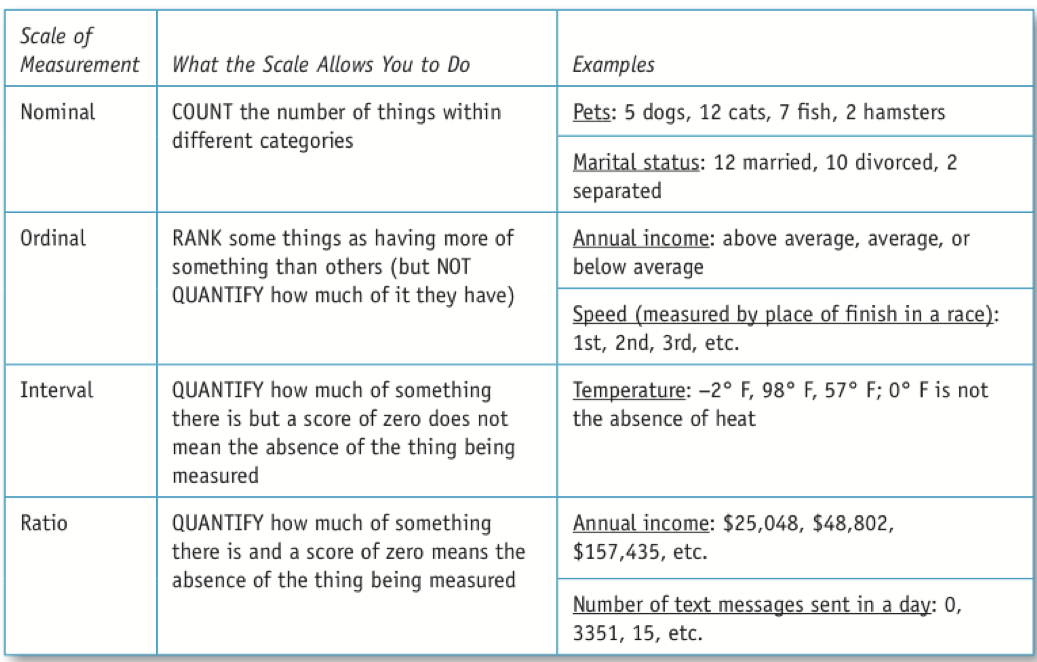 Scale of
Measurement
What the Scale Allows You to Do
Examples
Nominal
COUNT the number of things within
different categories
Pets: 5 dogs, 12 cats, 7 fish, 2 hamsters
Marital status: 12 married, 10 divorced, 2
separated
Ordinal
RANK some things as having more of
something than others (but NOT
QUANTIFY how much of it they have)
Annual income: above average, average, or
below average
Speed (measured by place of finish in a race):
1st, 2nd, 3rd, etc.
Interval
QUANTIFY how much of something
there is but a score of zero does not
mean the absence of the thing being
measured
Temperature: –2° F, 98° F, 57° F; 0° F is not
the absence of heat
Ratio
QUANTIFY how much of something
there is and a score of zero means the
absence of the thing being measured
Annual income: $25,048, $48,802,
$157,435, etc.
Number of text messages sent in a day: 0,
3351, 15, etc.